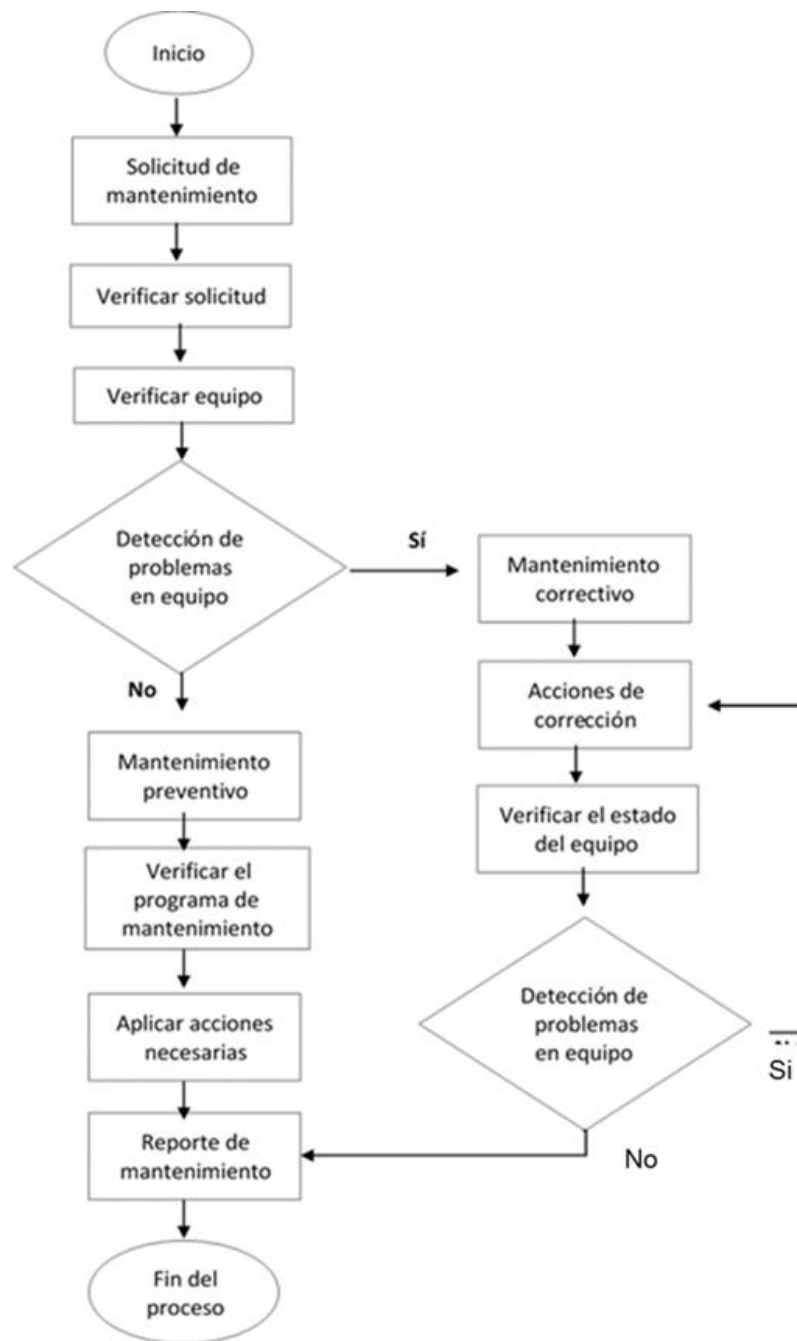 Inicio
Solicitud de
mantenimiento
Verificar solicitud
Verificar equipo
Detección de
problemas
en equipo
Sí
No
Mantenimiento
correctivo
Acciones de
corrección
Verificar el estado
del equipo
Detección de
problemas
en equipo
Si
No
Mantenimiento
preventivo
Verificar el
programa de
mantenimiento
Aplicar acciones
necesarias
Reporte de
mantenimiento
Fin del
proceso